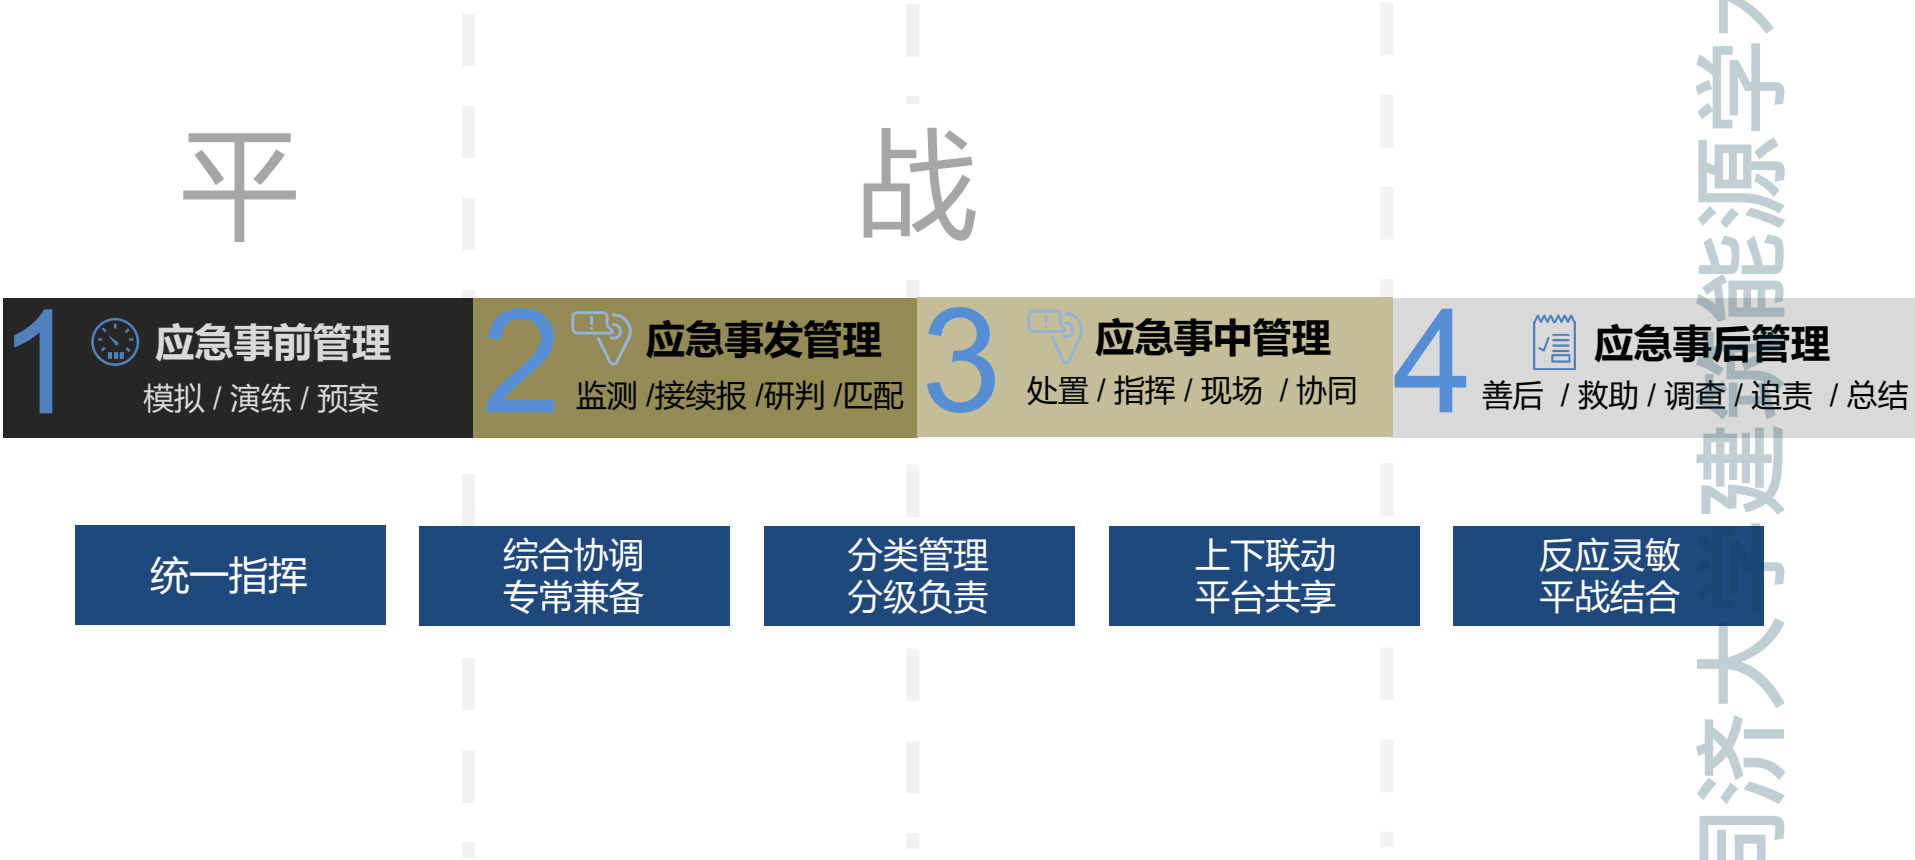 平
战
1
应急事前管理
模拟 / 演练 / 预案
2
应急事发管理
监测 /接续报 /研判 /匹配
3
应急事中管理
处置 / 指挥 / 现场 / 协同
4
应急事后管理
善后 / 救助 / 调查 / 追责 / 总结
统一指挥
综合协调
专常兼备
分类管理
分级负责
上下联动
平台共享
反应灵敏
平战结合
同济大学建筑能源学